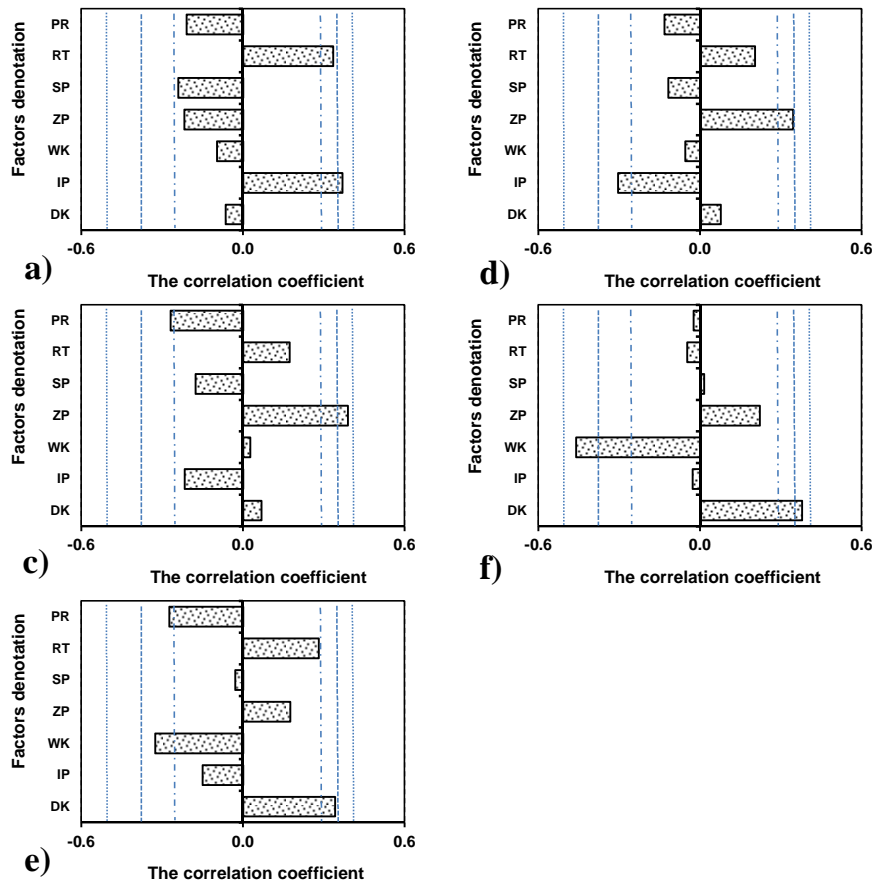 Factors denotation
PR
RT
SP
ZP
WK
IP
DK
-0.6 0.0 0.6
a) The correlation coefficient
Factors denotation
PR
RT
SP
ZP
WK
IP
DK
-0.6 0.0 0.6
d) The correlation coefficient
Factors denotation
PR
RT
SP
ZP
WK
IP
DK
-0.6 0.0 0.6
c) The correlation coefficient
Factors denotation
PR
RT
SP
ZP
WK
IP
DK
-0.6 0.0 0.6
f) The correlation coefficient
Factors denotation
PR
RT
SP
ZP
WK
IP
DK
-0.6 0.0 0.6
e) The correlation coefficient